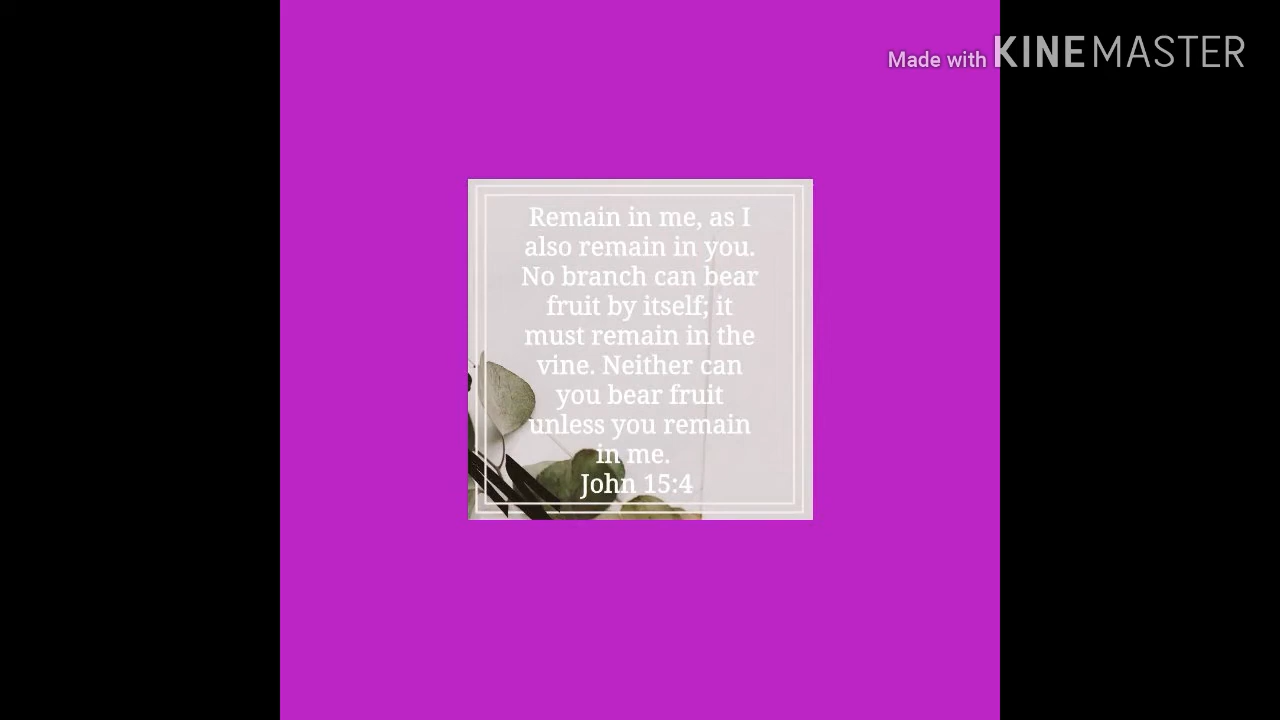 Made with KINEMASTER
Remain in me, as I
also remain in you.
No branch can bear
fruit by itself; it
must remain in the
vine. Neither can
you bear fruit
unless you remain
in me.
John 15:4